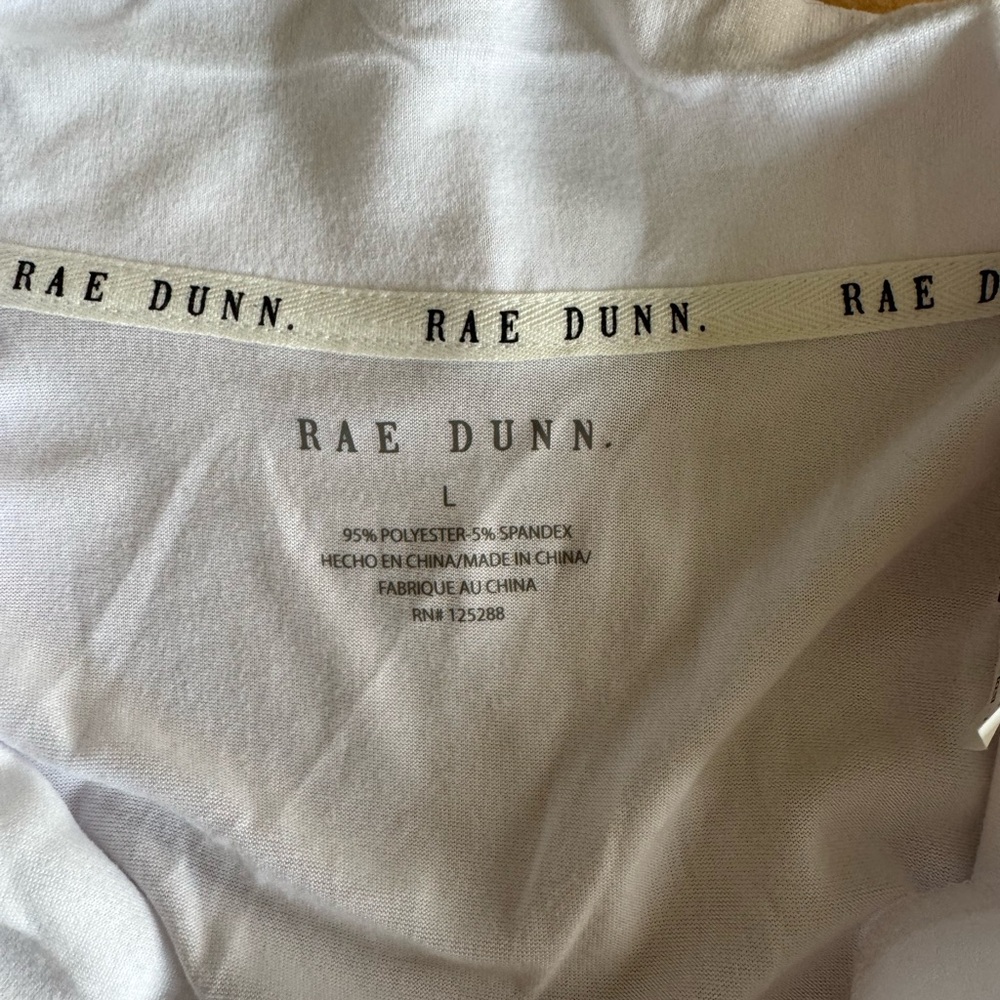 RAE DUNN. RAE DUNN. RAE D
RAE DUNN.
L
95% POLYESTER-5% SPANDEX
HECHO EN CHINA/MADE IN CHINA/
FABRIQUE AU CHINA
RN# 125288